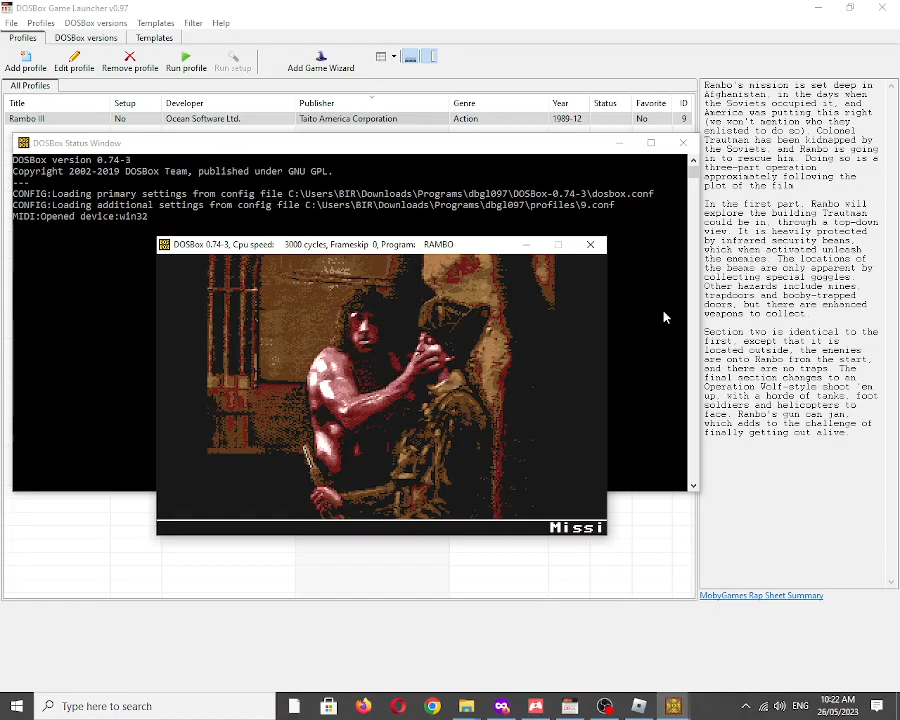 DOSBox Game Launcher v0.97
File Profiles DOSBox versions Templates Filter Help
Profiles DOSBox versions Templates
Add profile Edit profile Remove profile Run profile Run setup Add Game Wizard
All Profiles
Title Setup Developer Publisher Genre Year Status Favorite ID
Rambo III No Ocean Software Ltd. Taito America Corporation Action 1989-12 No 9
DOSBox Status Window
DOSBox version 0.74-3
Copyright 2002-2019 DOSBox Team, published under GNU GPL.
---
CONFIG:Loading primary settings from config file C:\Users\BIR\Downloads\Programs\dbgl097\DOSBox-0.74-3\dosbox.conf
CONFIG:Loading additional settings from config file C:\Users\BIR\Downloads\Programs\dbgl097\profiles\9.conf
MIDI:Opened device:win32
DOSBox 0.74-3, Cpu speed: 3000 cycles, Frameskip 0, Program: RAMBO
Missi
Rambo's mission is set deep in
Afghanistan, in the days when
the Soviets occupied it, and
America was putting this right
(we won't mention who they
enlisted to do so). Colonel
Trautman has been kidnapped by
the Soviets, and Rambo is going
in to rescue him. Doing so is a
three-part operation
approximately following the
plot of the film
In the first part, Rambo will
explore the building Trautman
could be in, through a top-down
view. It is heavily protected
by infrared security beams,
which when activated unleash
the enemies. The locations of
the beams are only apparent by
collecting special goggles.
Other hazards include mines,
trapdoors and booby-trapped
doors, but there are enhanced
weapons to collect.
Section two is identical to the
first, except that it is
located outside, the enemies
are onto Rambo from the start,
and there are no traps. The
final section changes to an
Operation Wolf-style shoot 'em
up, with a horde of tanks, foot
soldiers and helicopters to
face. Rambo's gun can jam,
which adds to the challenge of
finally getting out alive.
MobyGames Rap Sheet Summary
Type here to search
ENG
10:22 AM
26/05/2023